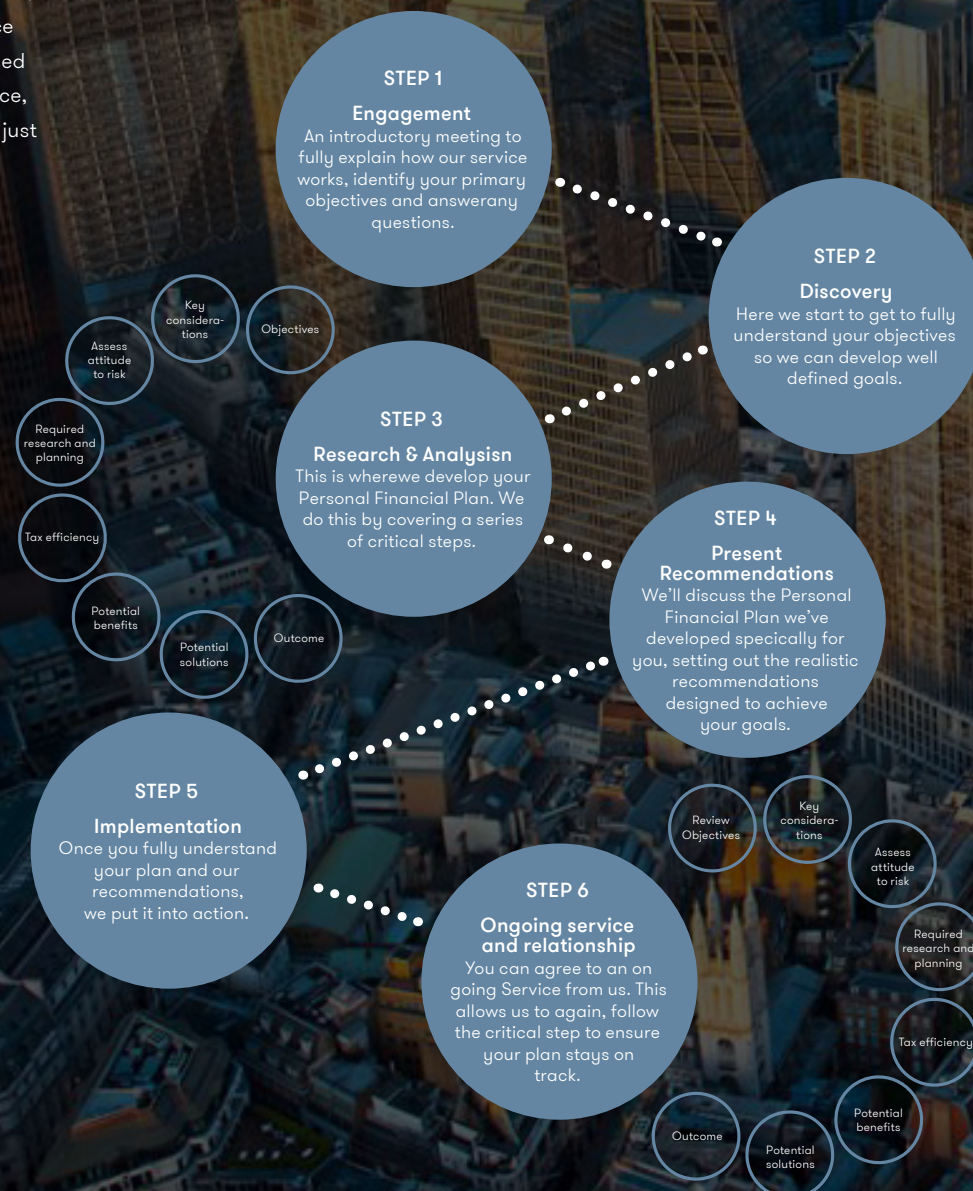 ce
ed
ce,
just
STEP 1
Engagement
An introductory meeting to
fully explain how our service
works, identify your primary
objectives and answerany
questions.
STEP 2
Discovery
Here we start to get to fully
understand your objectives
so we can develop well
defined goals.
Objectives
Key
considera-
tions
Assess
attitude
to risk
Required
research and
planning
Tax efficiency
Potential
benefits
Potential
solutions
Outcome
STEP 3
Research & Analysisn
This is wherewe develop your
Personal Financial Plan. We
do this by covering a series
of critical steps.
STEP 4
Present
Recommendations
We'll discuss the Personal
Financial Plan we've
developed specically for
you, setting out the realistic
recommendations
designed to achieve
your goals.
STEP 5
Implementation
Once you fully understand
your plan and our
recommendations,
we put it into action.
STEP 6
Ongoing service
and relationship
You can agree to an on
going Service from us. This
allows us to again, follow
the critical step to ensure
your plan stays on
track.
Review
Objectives
Key
considera-
tions
Assess
attitude
to risk
Required
research and
planning
Tax efficiency
Potential
benefits
Potential
solutions
Outcome